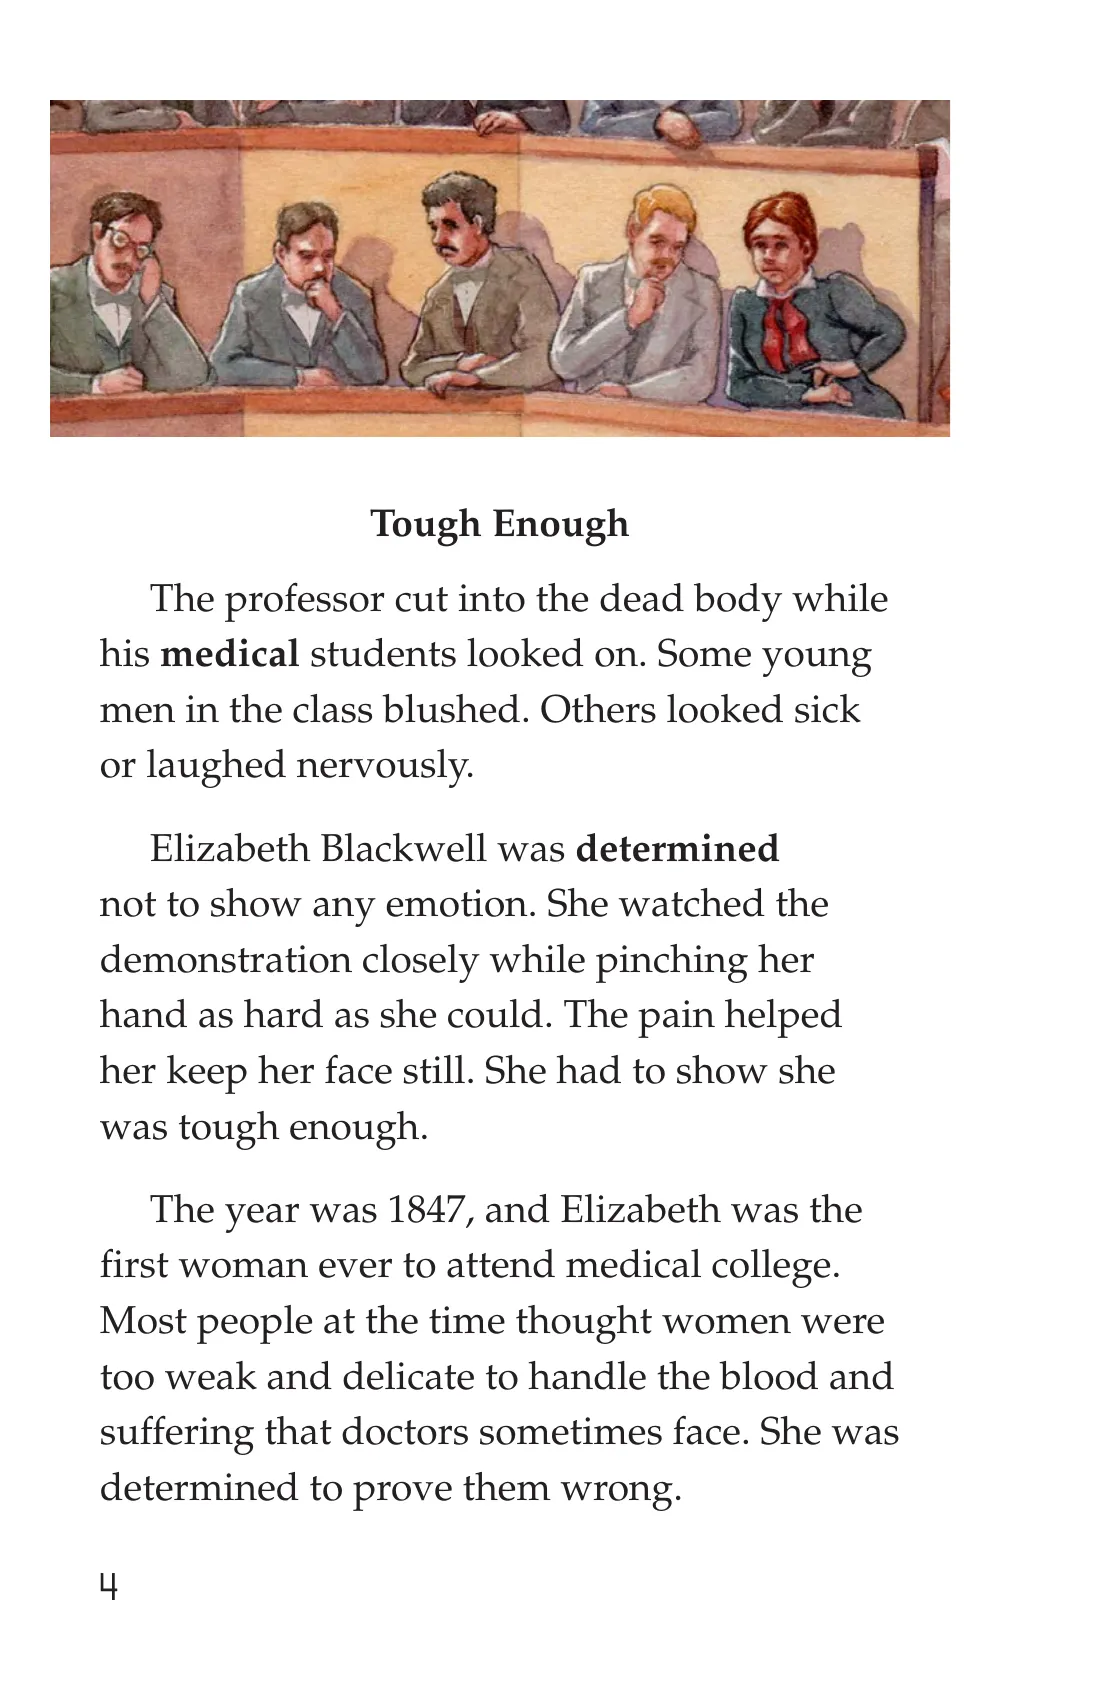 Tough Enough
The professor cut into the dead body while
his medical students looked on. Some young
men in the class blushed. Others looked sick
or laughed nervously.
Elizabeth Blackwell was determined
not to show any emotion. She watched the
demonstration closely while pinching her
hand as hard as she could. The pain helped
her keep her face still. She had to show she
was tough enough.
The year was 1847, and Elizabeth was the
first woman ever to attend medical college.
Most people at the time thought women were
too weak and delicate to handle the blood and
suffering that doctors sometimes face. She was
determined to prove them wrong.
4